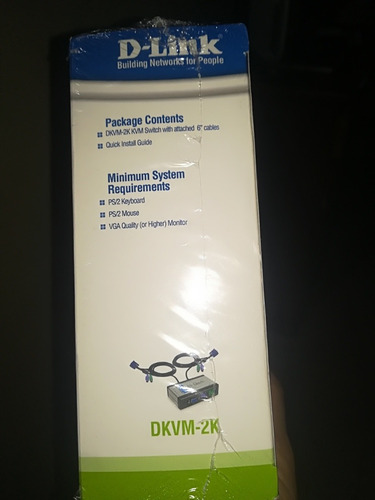 D-Link
Building Networks for People
Package Contents
DKVM-2K KVM Switch with attached 6" cables
Quick Install Guide
Minimum System
Requirements
PS/2 Keyboard
PS/2 Mouse
VGA Quality (or Higher) Monitor
DKVM-2K